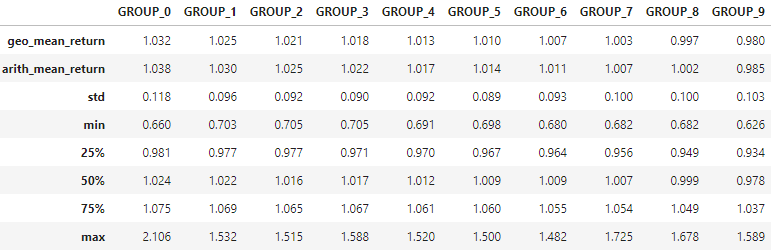 GROUP_0 GROUP_1 GROUP_2 GROUP_3 GROUP_4 GROUP_5 GROUP_6 GROUP_7 GROUP_8 GROUP_9
geo_mean_return 1.032 1.025 1.021 1.018 1.013 1.010 1.007 1.003 0.997 0.980
arith_mean_return 1.038 1.030 1.025 1.022 1.017 1.014 1.011 1.007 1.002 0.985
std 0.118 0.096 0.092 0.090 0.092 0.089 0.093 0.100 0.100 0.103
min 0.660 0.703 0.705 0.705 0.691 0.698 0.680 0.682 0.682 0.626
25% 0.981 0.977 0.977 0.971 0.970 0.967 0.964 0.956 0.949 0.934
50% 1.024 1.022 1.016 1.017 1.012 1.009 1.009 1.007 0.999 0.978
75% 1.075 1.069 1.065 1.067 1.061 1.060 1.055 1.054 1.049 1.037
max 2.106 1.532 1.515 1.588 1.520 1.500 1.482 1.725 1.678 1.589